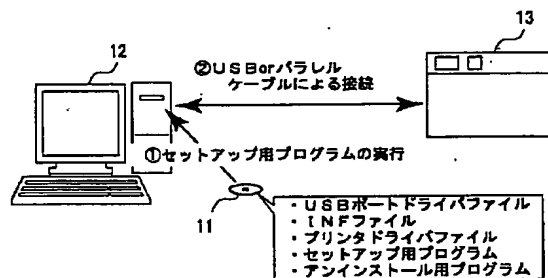 12
13
②USBorパラレル
ケーブルによる接続
①セットアップ用プログラムの実行
11
・USBポートドライバファイル
・INFファイル
・プリンタドライバファイル
・セットアップ用プログラム
・アンインストール用プログラム